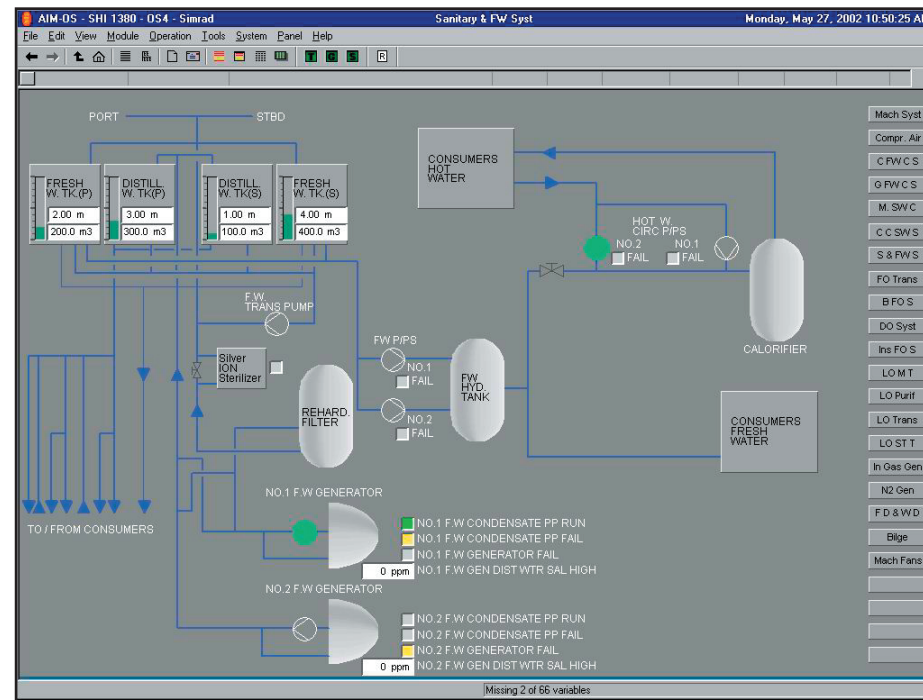 AIM-OS - SHI 1380 - OS4 - Simrad
Sanitary & FW Syst
Monday, May 27, 2002 10:50:25 A
File Edit View Module Operation Tools System Panel Help
T G S R
PORT
STBD
FRESH
W. TK.(P)
2.00 m
200.0 m3
DISTILL.
W. TK(P)
3.00 m
300.0 m3
DISTILL.
W. TK(S)
1.00 m
100.0 m3
FRESH
W. TK.(S)
4.00 m
400.0 m3
CONSUMERS
HOT
WATER
HOT W.
CIRC P/PS
NO.2
FAIL
NO.1
FAIL
CALORIFIER
F.W.
TRANS PUMP
Silver
ION
Sterilizer
FW P/PS
NO.1
FAIL
NO.2
FAIL
FW
HYD.
TANK
REHARD.
FILTER
CONSUMERS
FRESH
WATER
TO / FROM CONSUMERS
NO.1 F.W GENERATOR
NO.1 F.W CONDENSATE PP RUN
NO.1 F.W CONDENSATE PP FAIL
NO.1 F.W GENERATOR FAIL
0 ppm NO.1 F.W GEN DIST WTR SAL HIGH
NO.2 F.W GENERATOR
NO.2 F.W CONDENSATE PP RUN
NO.2 F.W CONDENSATE PP FAIL
NO.2 F.W GENERATOR FAIL
0 ppm NO.2 F.W GEN DIST WTR SAL HIGH
Mach Syst
Compr. Air
C FW C S
G FW C S
M. SW C
C C SW S
S & FW S
FO Trans
B FO S
DO Syst
Ins FO S
LO M T
LO Purif
LO Trans
LO ST T
In Gas Gen
N2 Gen
F D & W D
Bilge
Mach Fans
Missing 2 of 66 variables